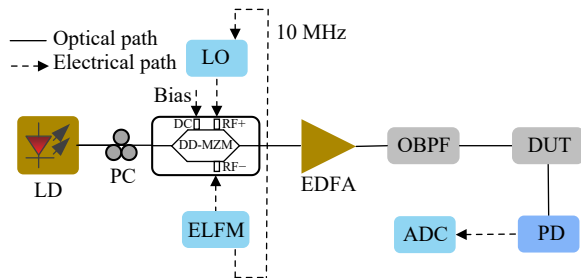 Optical path
Electrical path
10 MHz
LO
Bias
DC
RF+
DD-MZM
RF−
LD
PC
EDFA
OBPF
DUT
ELFM
ADC
PD